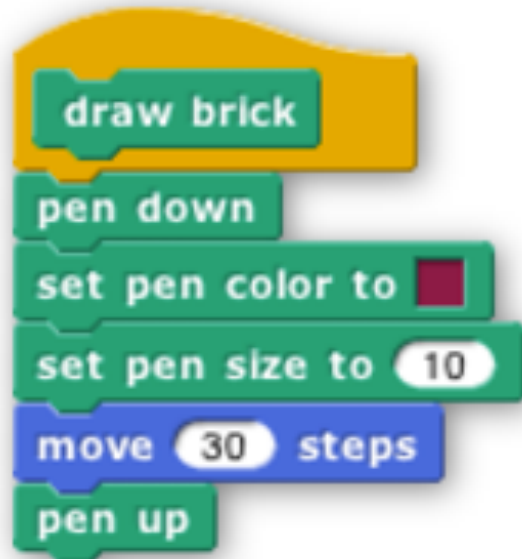 draw brick
pen down
set pen color to
set pen size to 10
move 30 steps
pen up